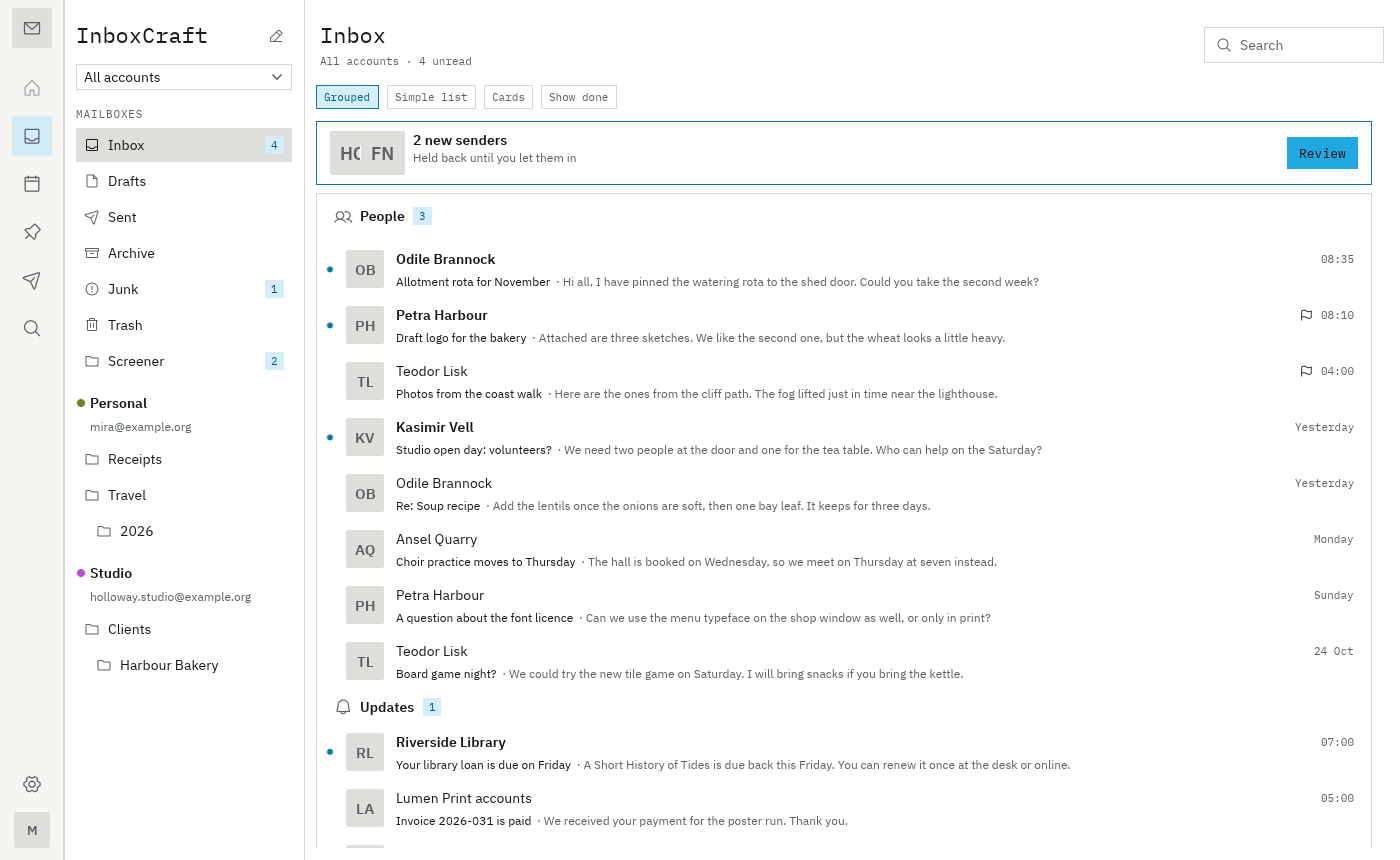 InboxCraft
All accounts
MAILBOXES
Inbox 4
Drafts
Sent
Archive
Junk 1
Trash
Screener 2
Personal
mira@example.org
Receipts
Travel
2026
Studio
holloway.studio@example.org
Clients
Harbour Bakery
M
Inbox
All accounts · 4 unread
Search
Grouped Simple list Cards Show done
FN
2 new senders
Held back until you let them in
Review
People 3
OB Odile Brannock 08:35
Allotment rota for November · Hi all, I have pinned the watering rota to the shed door. Could you take the second week?
PH Petra Harbour 08:10
Draft logo for the bakery · Attached are three sketches. We like the second one, but the wheat looks a little heavy.
TL Teodor Lisk 04:00
Photos from the coast walk · Here are the ones from the cliff path. The fog lifted just in time near the lighthouse.
KV Kasimir Vell Yesterday
Studio open day: volunteers? · We need two people at the door and one for the tea table. Who can help on the Saturday?
OB Odile Brannock Yesterday
Re: Soup recipe · Add the lentils once the onions are soft, then one bay leaf. It keeps for three days.
AQ Ansel Quarry Monday
Choir practice moves to Thursday · The hall is booked on Wednesday, so we meet on Thursday at seven instead.
PH Petra Harbour Sunday
A question about the font licence · Can we use the menu typeface on the shop window as well, or only in print?
TL Teodor Lisk 24 Oct
Board game night? · We could try the new tile game on Saturday. I will bring snacks if you bring the kettle.
Updates 1
RL Riverside Library 07:00
Your library loan is due on Friday · A Short History of Tides is due back this Friday. You can renew it once at the desk or online.
LA Lumen Print accounts 05:00
Invoice 2026-031 is paid · We received your payment for the poster run. Thank you.